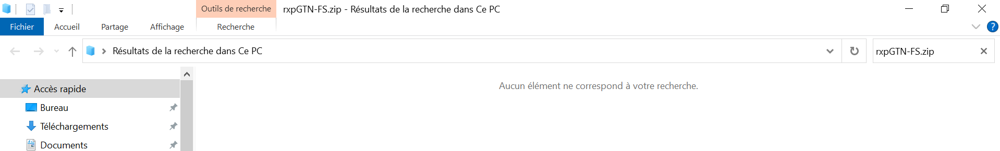 Outils de recherche
rxpGTN-FS.zip - Résultats de la recherche dans Ce PC
Fichier
Accueil
Partage
Affichage
Recherche
?
Résultats de la recherche dans Ce PC
rxpGTN-FS.zip
Accès rapide
Aucun élément ne correspond à votre recherche.
Bureau
Téléchargements
Documents